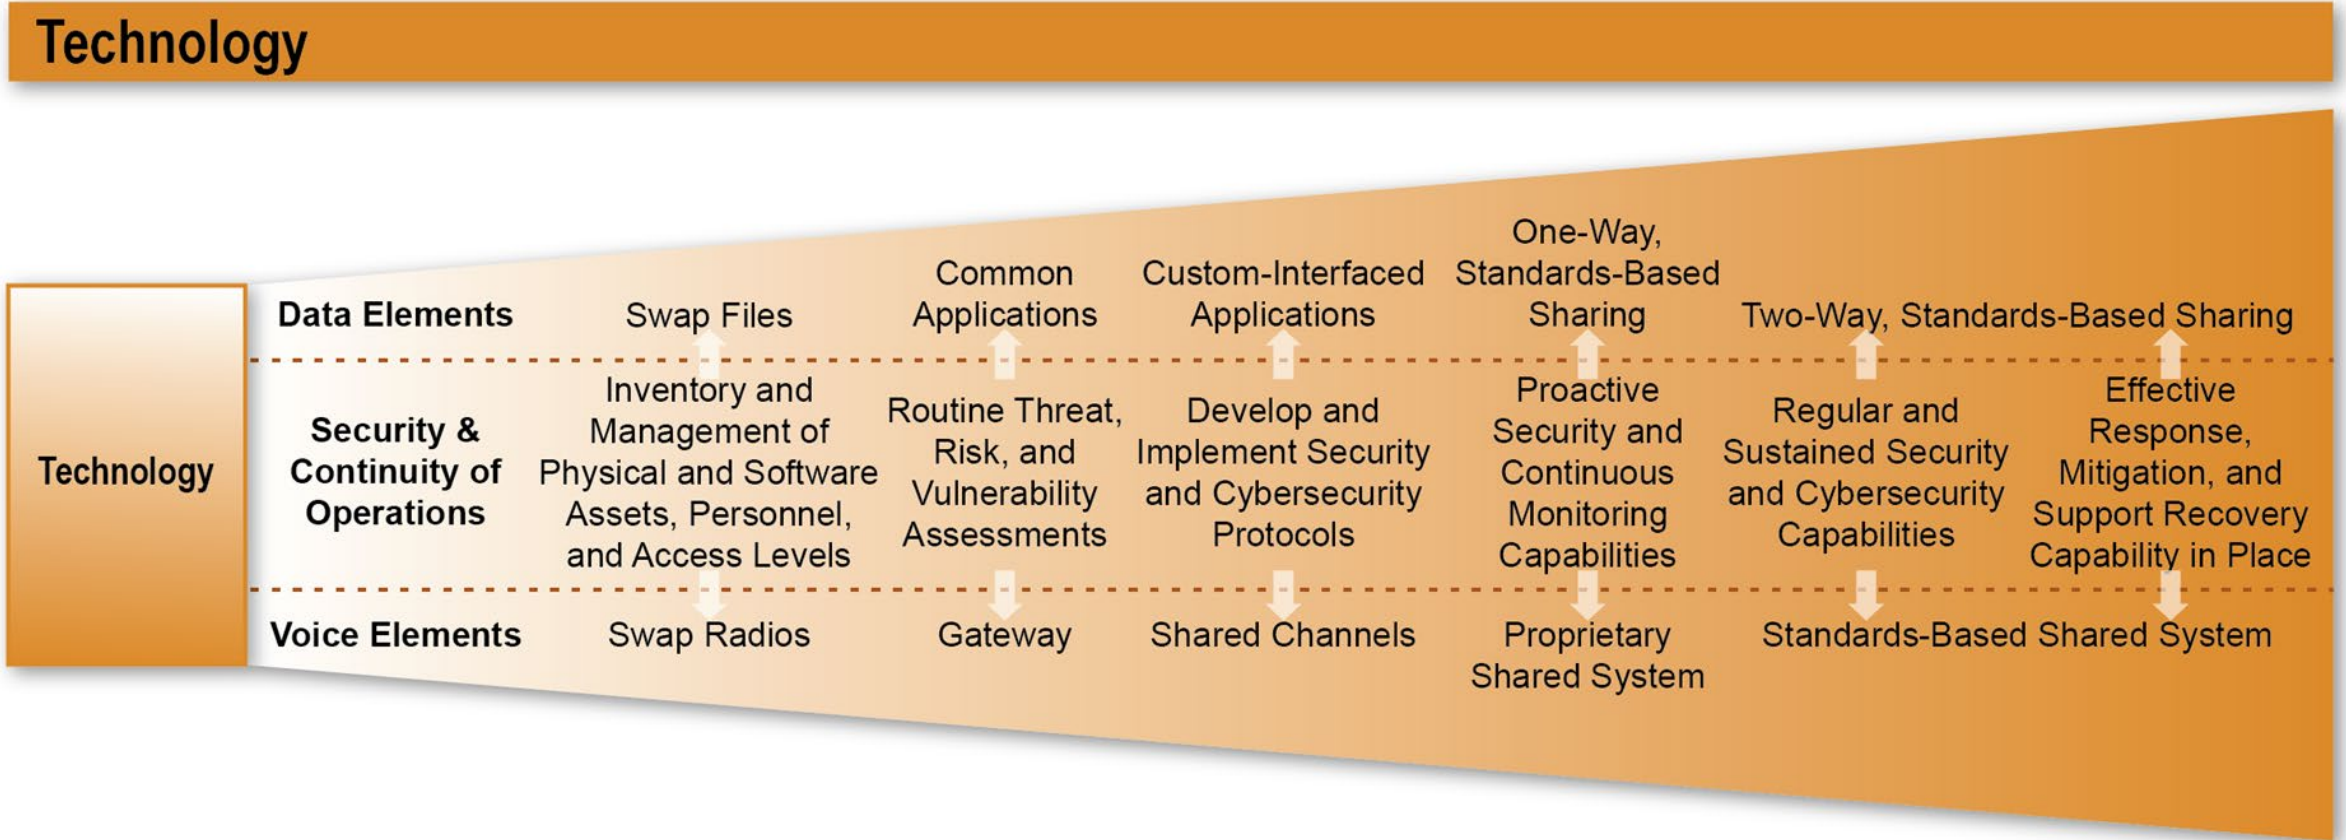 Technology
Technology
Data Elements
Swap Files
Common
Applications
Custom-Interfaced
Applications
One-Way,
Standards-Based
Sharing
Two-Way, Standards-Based Sharing
Security &
Continuity of
Operations
Inventory and
Management of
Physical and Software
Assets, Personnel,
and Access Levels
Routine Threat,
Risk, and
Vulnerability
Assessments
Develop and
Implement Security
and Cybersecurity
Protocols
Proactive
Security and
Continuous
Monitoring
Capabilities
Regular and
Sustained Security
and Cybersecurity
Capabilities
Effective
Response,
Mitigation, and
Support Recovery
Capability in Place
Voice Elements
Swap Radios
Gateway
Shared Channels
Proprietary
Shared System
Standards-Based Shared System